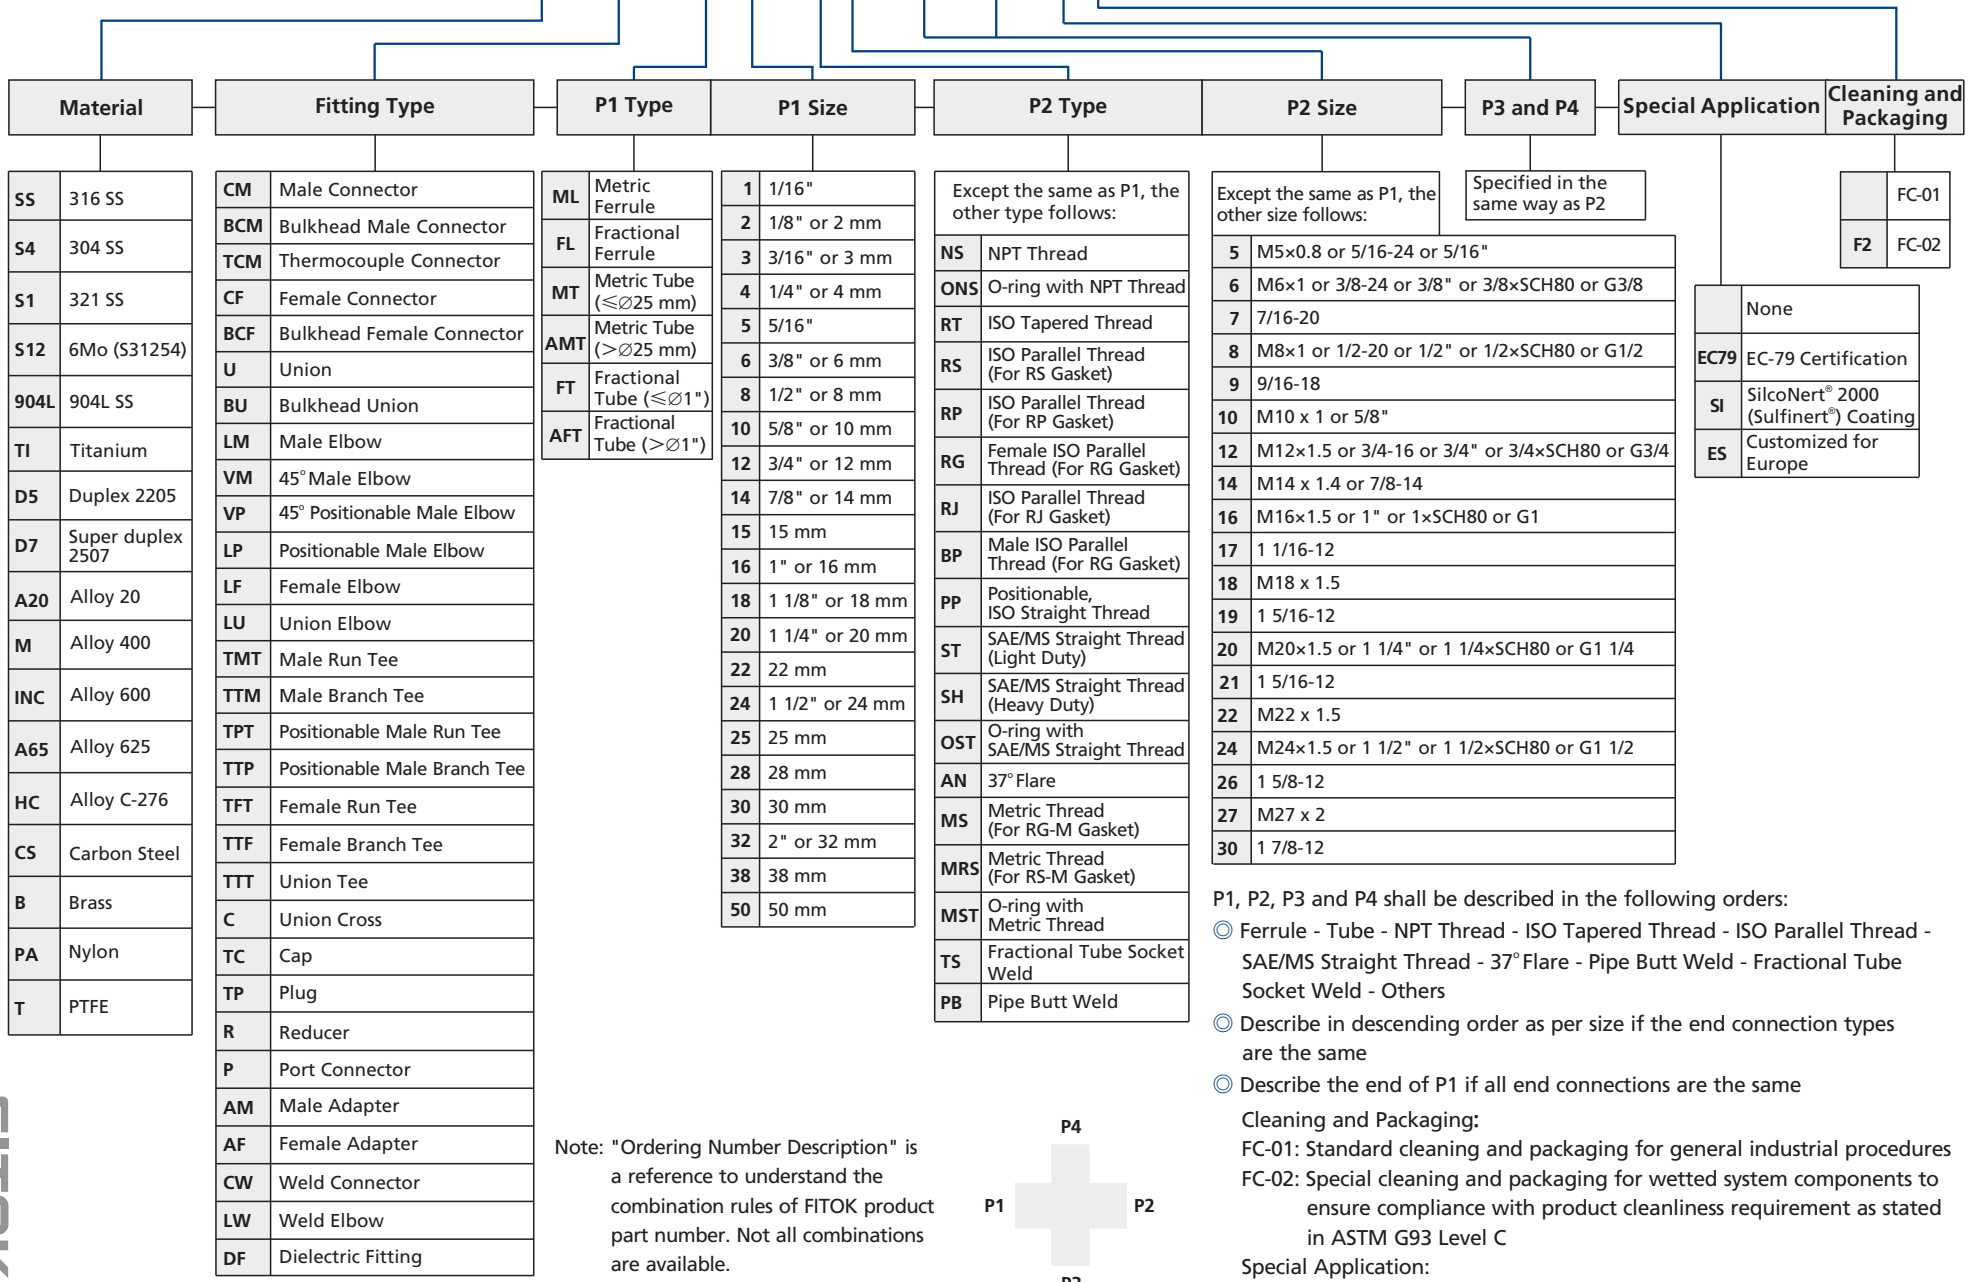 Material
Fitting Type
P1 Type
P1 Size
P2 Type
P2 Size
P3 and P4
Special Application
Cleaning and
Packaging
SS 316 SS
S4 304 SS
S1 321 SS
S12 6Mo (S31254)
904L 904L SS
TI Titanium
D5 Duplex 2205
D7 Super duplex
2507
A20 Alloy 20
M Alloy 400
INC Alloy 600
A65 Alloy 625
HC Alloy C-276
CS Carbon Steel
B Brass
PA Nylon
T PTFE
CM Male Connector
BCM Bulkhead Male Connector
TCM Thermocouple Connector
CF Female Connector
BCF Bulkhead Female Connector
U Union
BU Bulkhead Union
LM Male Elbow
VM 45° Male Elbow
VP 45° Positionable Male Elbow
LP Positionable Male Elbow
LF Female Elbow
LU Union Elbow
TMT Male Run Tee
TTM Male Branch Tee
TPT Positionable Male Run Tee
TTP Positionable Male Branch Tee
TFT Female Run Tee
TTF Female Branch Tee
TTT Union Tee
C Union Cross
TC Cap
TP Plug
R Reducer
P Port Connector
AM Male Adapter
AF Female Adapter
CW Weld Connector
LW Weld Elbow
DF Dielectric Fitting
ML Metric
Ferrule
FL Fractional
Ferrule
MT Metric Tube
(≤∅25 mm)
AMT Metric Tube
(>∅25 mm)
FT Fractional
Tube (≤∅1")
AFT Fractional
Tube (>∅1")
1 1/16"
2 1/8" or 2 mm
3 3/16" or 3 mm
4 1/4" or 4 mm
5 5/16"
6 3/8" or 6 mm
8 1/2" or 8 mm
10 5/8" or 10 mm
12 3/4" or 12 mm
14 7/8" or 14 mm
15 15 mm
16 1" or 16 mm
18 1 1/8" or 18 mm
20 1 1/4" or 20 mm
22 22 mm
24 1 1/2" or 24 mm
25 25 mm
28 28 mm
30 30 mm
32 2" or 32 mm
38 38 mm
50 50 mm
Except the same as P1, the
other type follows:
NS NPT Thread
ONS O-ring with NPT Thread
RT ISO Tapered Thread
RS ISO Parallel Thread
(For RS Gasket)
RP ISO Parallel Thread
(For RP Gasket)
RG Female ISO Parallel
Thread (For RG Gasket)
RJ ISO Parallel Thread
(For RJ Gasket)
BP Male ISO Parallel
Thread (For RG Gasket)
PP Positionable,
ISO Straight Thread
ST SAE/MS Straight Thread
(Light Duty)
SH SAE/MS Straight Thread
(Heavy Duty)
OST O-ring with
SAE/MS Straight Thread
AN 37° Flare
MS Metric Thread
(For RG-M Gasket)
MRS Metric Thread
(For RS-M Gasket)
MST O-ring with
Metric Thread
TS Fractional Tube Socket
Weld
PB Pipe Butt Weld
Except the same as P1, the
other size follows:
5 M5×0.8 or 5/16-24 or 5/16"
6 M6×1 or 3/8-24 or 3/8" or 3/8×SCH80 or G3/8
7 7/16-20
8 M8×1 or 1/2-20 or 1/2" or 1/2×SCH80 or G1/2
9 9/16-18
10 M10 x 1 or 5/8"
12 M12×1.5 or 3/4-16 or 3/4" or 3/4×SCH80 or G3/4
14 M14 x 1.4 or 7/8-14
16 M16×1.5 or 1" or 1×SCH80 or G1
17 1 1/16-12
18 M18 x 1.5
19 1 5/16-12
20 M20×1.5 or 1 1/4" or 1 1/4×SCH80 or G1 1/4
21 1 5/16-12
22 M22 x 1.5
24 M24×1.5 or 1 1/2" or 1 1/2×SCH80 or G1 1/2
26 1 5/8-12
27 M27 x 2
30 1 7/8-12
Specified in the
same way as P2
None
EC79 EC-79 Certification
SI SilcoNert® 2000
(Sulfinert®) Coating
ES Customized for
Europe
FC-01
F2 FC-02
P1, P2, P3 and P4 shall be described in the following orders:
◎ Ferrule - Tube - NPT Thread - ISO Tapered Thread - ISO Parallel Thread -
SAE/MS Straight Thread - 37° Flare - Pipe Butt Weld - Fractional Tube
Socket Weld - Others
◎ Describe in descending order as per size if the end connection types
are the same
◎ Describe the end of P1 if all end connections are the same
Cleaning and Packaging:
FC-01: Standard cleaning and packaging for general industrial procedures
FC-02: Special cleaning and packaging for wetted system components to
ensure compliance with product cleanliness requirement as stated
in ASTM G93 Level C
Special Application:
Note: "Ordering Number Description" is
a reference to understand the
combination rules of FITOK product
part number. Not all combinations
are available.
P4
P1
P2